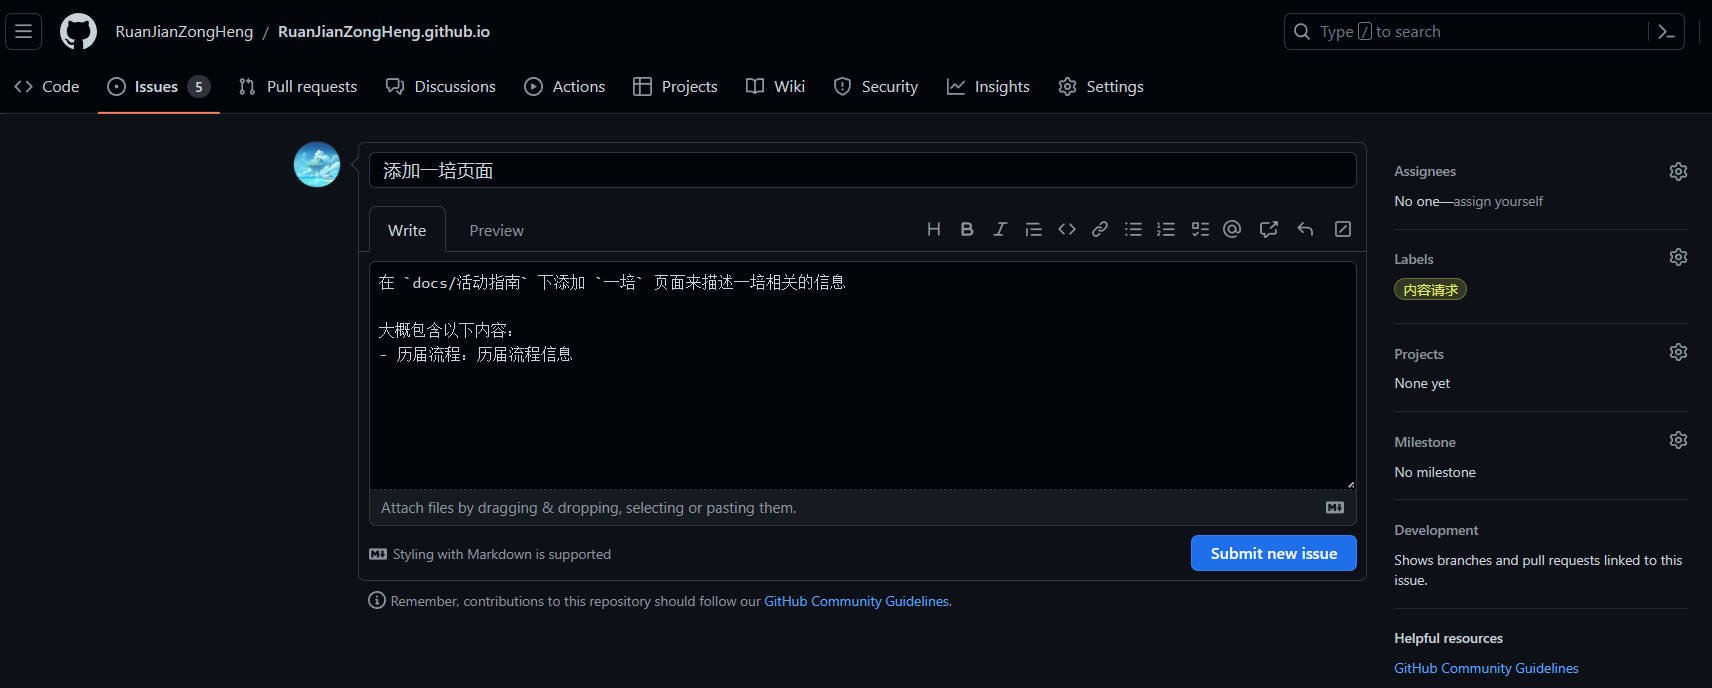 RuanJianZongHeng / RuanJianZongHeng.github.io
Type / to search
Code
Issues 5
Pull requests
Discussions
Actions
Projects
Wiki
Security
Insights
Settings
添加一培页面
Write
Preview
在 `docs/活动指南` 下添加 `一培` 页面来描述一培相关的信息
大概包含以下内容：
- 历届流程：历届流程信息
Attach files by dragging & dropping, selecting or pasting them.
Styling with Markdown is supported
Submit new issue
Remember, contributions to this repository should follow our GitHub Community Guidelines.
Assignees
No one—assign yourself
Labels
内容请求
Projects
None yet
Milestone
No milestone
Development
Shows branches and pull requests linked to this
issue.
Helpful resources
GitHub Community Guidelines